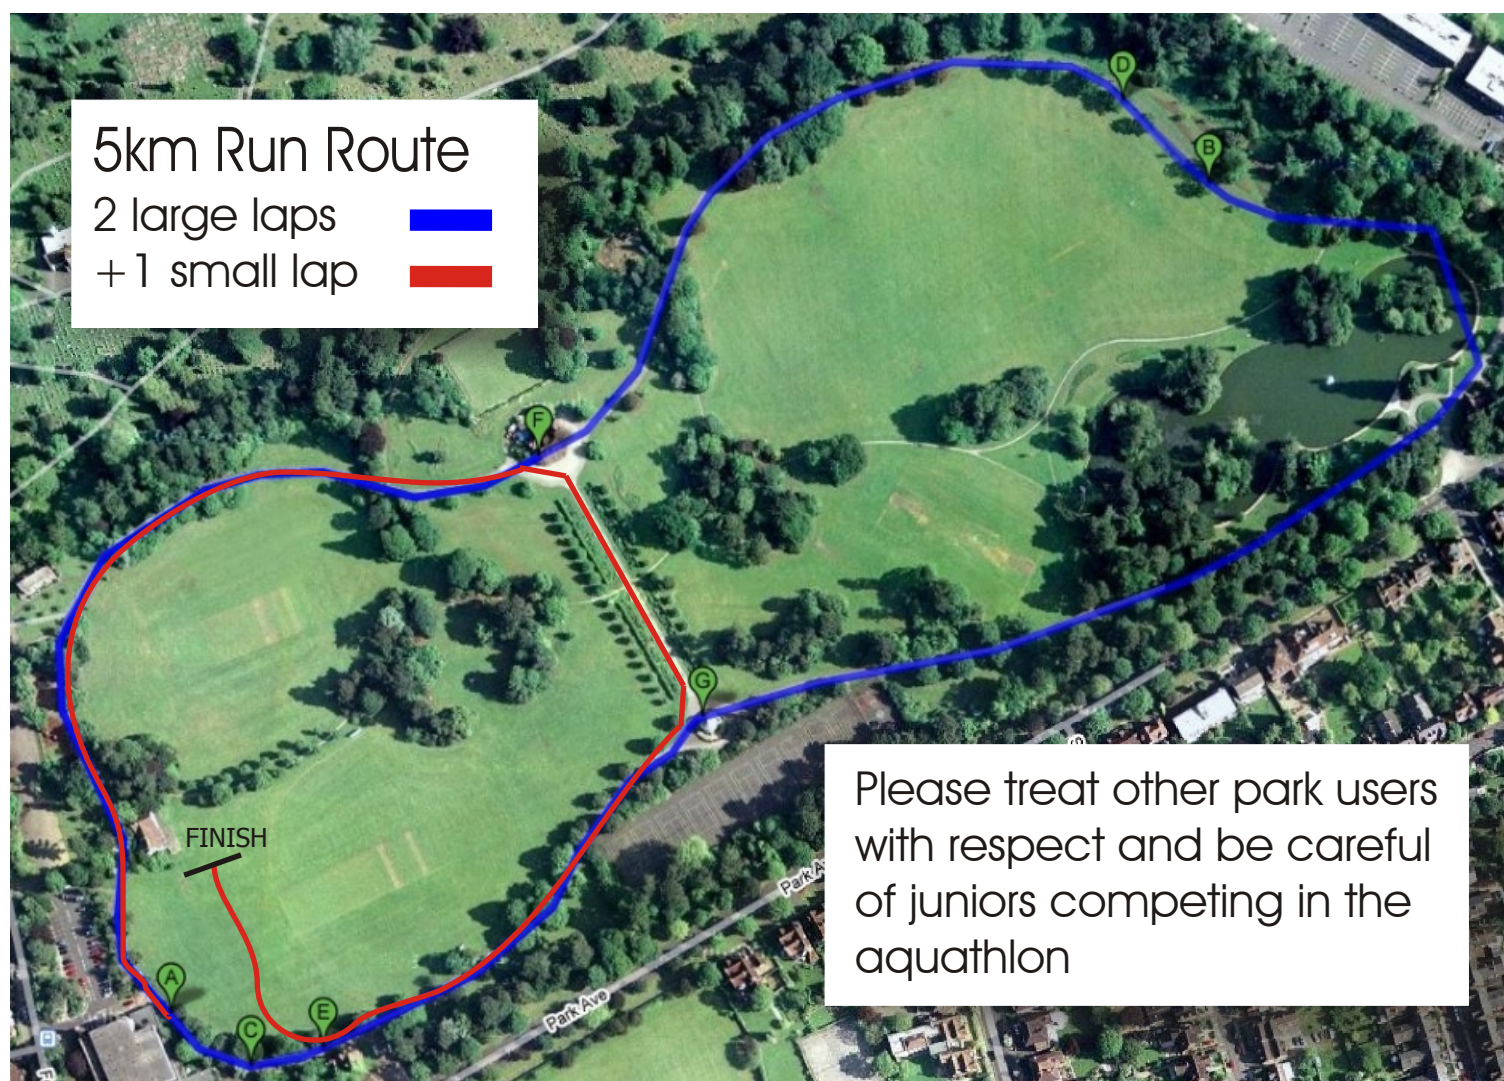 5km Run Route
2 large laps
+1 small lap
D
B
F
G
FINISH
A
C
E
Park Ave
Park A
Please treat other park users
with respect and be careful
of juniors competing in the
aquathlon